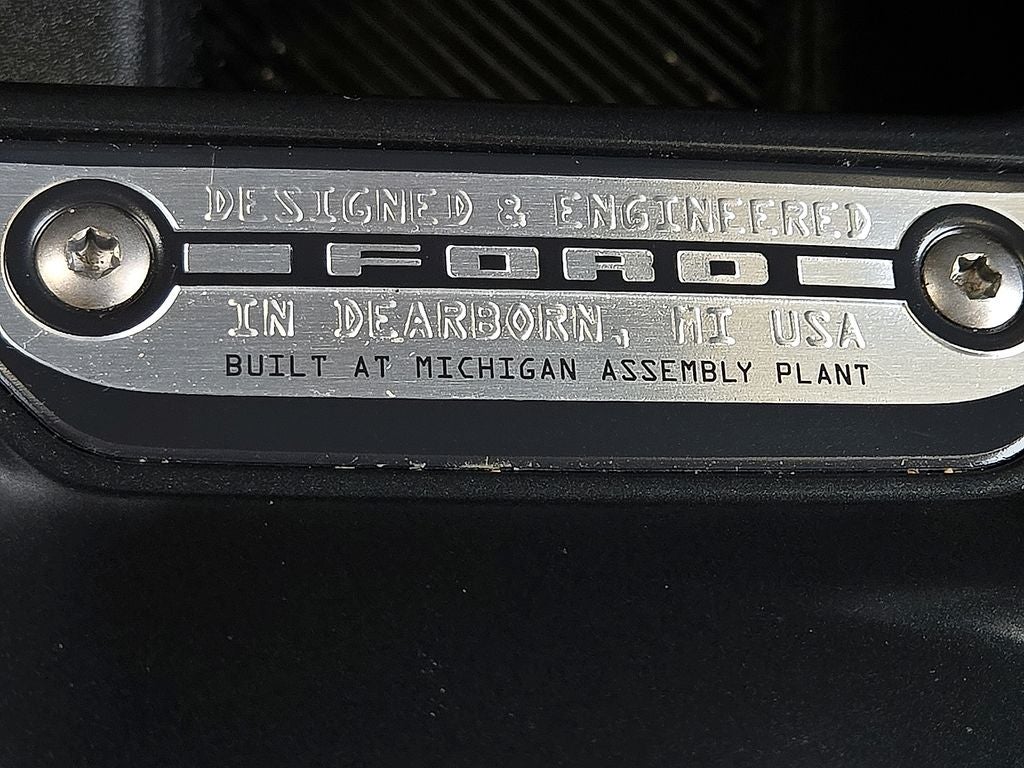 DESIGNED & ENGINEERED
FORD
IN DEARBORN, MI USA
BUILT AT MICHIGAN ASSEMBLY PLANT